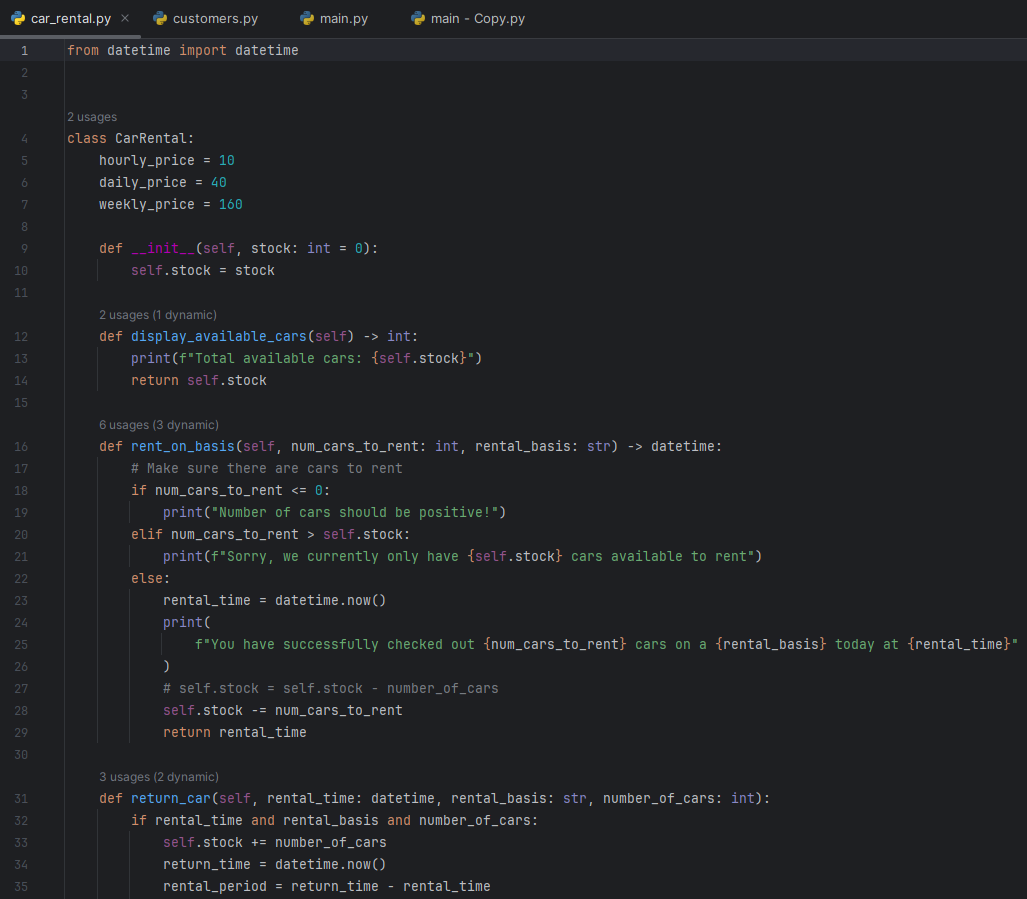 car_rental.py × customers.py main.py main - Copy.py
1 from datetime import datetime
2
3
2 usages
4 class CarRental:
5     hourly_price = 10
6     daily_price = 40
7     weekly_price = 160
8
9     def __init__(self, stock: int = 0):
10         self.stock = stock
11
2 usages (1 dynamic)
12     def display_available_cars(self) -> int:
13         print(f"Total available cars: {self.stock}")
14         return self.stock
15
6 usages (3 dynamic)
16     def rent_on_basis(self, num_cars_to_rent: int, rental_basis: str) -> datetime:
17         # Make sure there are cars to rent
18         if num_cars_to_rent <= 0:
19             print("Number of cars should be positive!")
20         elif num_cars_to_rent > self.stock:
21             print(f"Sorry, we currently only have {self.stock} cars available to rent")
22         else:
23             rental_time = datetime.now()
24             print(
25                 f"You have successfully checked out {num_cars_to_rent} cars on a {rental_basis} today at {rental_time}"
26             )
27             # self.stock = self.stock - number_of_cars
28             self.stock -= num_cars_to_rent
29             return rental_time
30
3 usages (2 dynamic)
31     def return_car(self, rental_time: datetime, rental_basis: str, number_of_cars: int):
32         if rental_time and rental_basis and number_of_cars:
33             self.stock += number_of_cars
34             return_time = datetime.now()
35             rental_period = return_time - rental_time